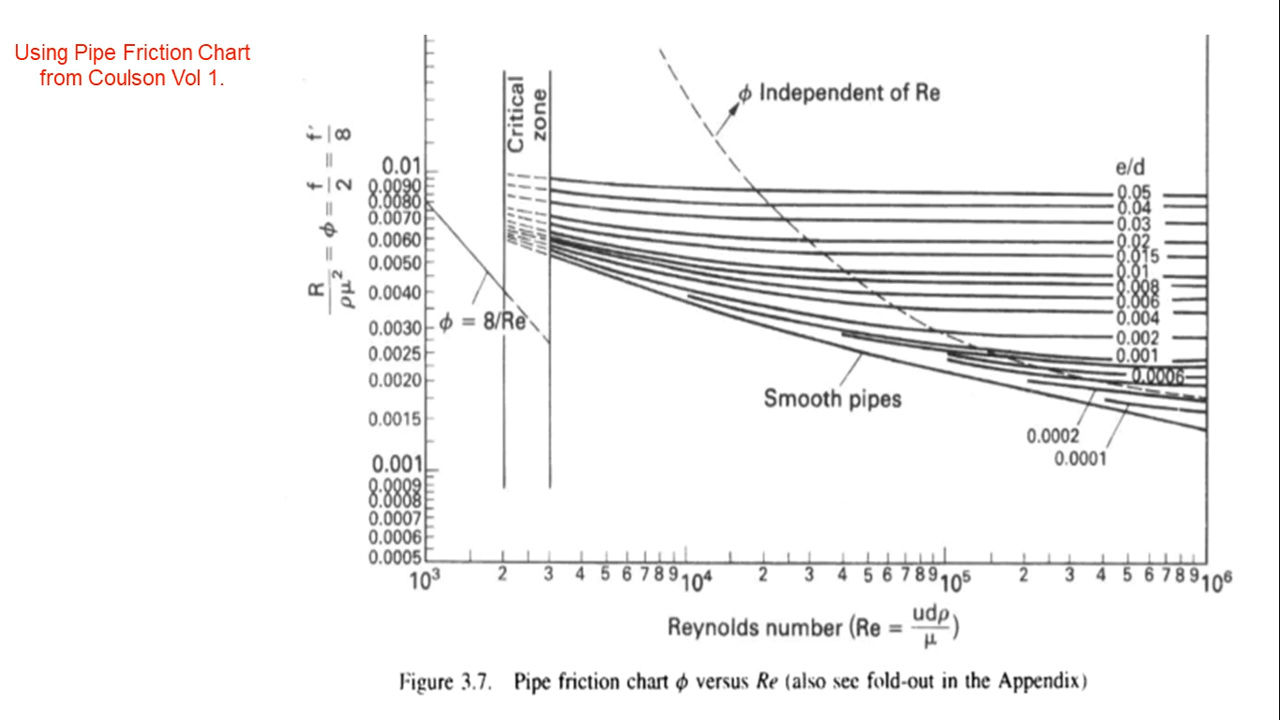 Using Pipe Friction Chart
from Coulson Vol 1.
R/ρμ² = ϕ = f/2 = f′/8
Critical
zone
ϕ Independent of Re
e/d
0.05
0.04
0.03
0.02
0.015
0.01
0.008
0.006
0.004
0.002
0.001
0.0006
0.0002
0.0001
0.01
0.0090
0.0080
0.0070
0.0060
0.0050
0.0040
0.0030
0.0025
0.0020
0.0015
0.001
0.0009
0.0008
0.0007
0.0006
0.0005
ϕ = 8/Re
Smooth pipes
10³ 2 3 4 5 6 7 8 9 10⁴ 2 3 4 5 6 7 8 9 10⁵ 2 3 4 5 6 7 8 9 10⁶
Reynolds number (Re = udρ/μ)
Figure 3.7. Pipe friction chart ϕ versus Re (also see fold-out in the Appendix)